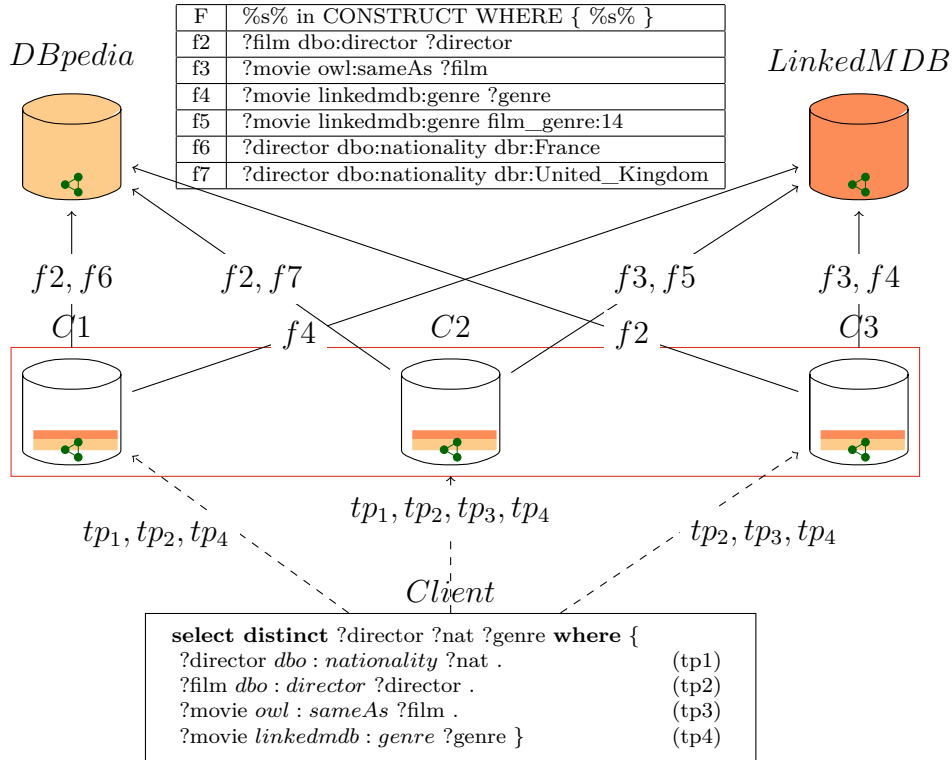 F %s% in CONSTRUCT WHERE { %s% }
f2 ?film dbo:director ?director
f3 ?movie owl:sameAs ?film
f4 ?movie linkedmdb:genre ?genre
f5 ?movie linkedmdb:genre film_genre:14
f6 ?director dbo:nationality dbr:France
f7 ?director dbo:nationality dbr:United_Kingdom
DBpedia
LinkedMDB
f2, f6
f2, f7
f3, f5
f3, f4
C1
f4
C2
f2
C3
tp1, tp2, tp4
tp1, tp2, tp3, tp4
tp2, tp3, tp4
Client
select distinct ?director ?nat ?genre where {
?director dbo : nationality ?nat . (tp1)
?film dbo : director ?director . (tp2)
?movie owl : sameAs ?film . (tp3)
?movie linkedmdb : genre ?genre } (tp4)